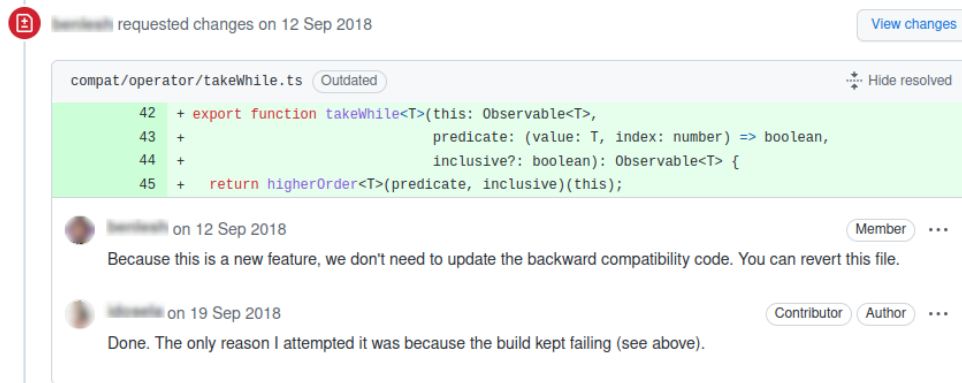 requested changes on 12 Sep 2018
View changes
compat/operator/takeWhile.ts Outdated
Hide resolved
42 + export function takeWhile<T>(this: Observable<T>,
43 + predicate: (value: T, index: number) => boolean,
44 + inclusive?: boolean): Observable<T> {
45 + return higherOrder<T>(predicate, inclusive)(this);
on 12 Sep 2018
Member ...
Because this is a new feature, we don't need to update the backward compatibility code. You can revert this file.
on 19 Sep 2018
Contributor Author ...
Done. The only reason I attempted it was because the build kept failing (see above).